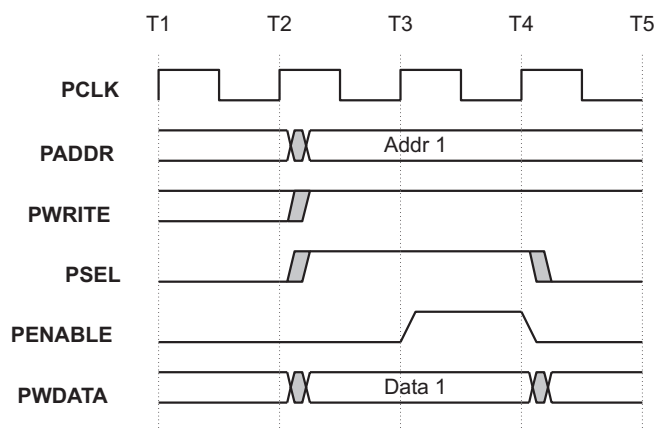 T1 T2 T3 T4 T5
PCLK
PADDR Addr 1
PWRITE
PSEL
PENABLE
PWDATA Data 1